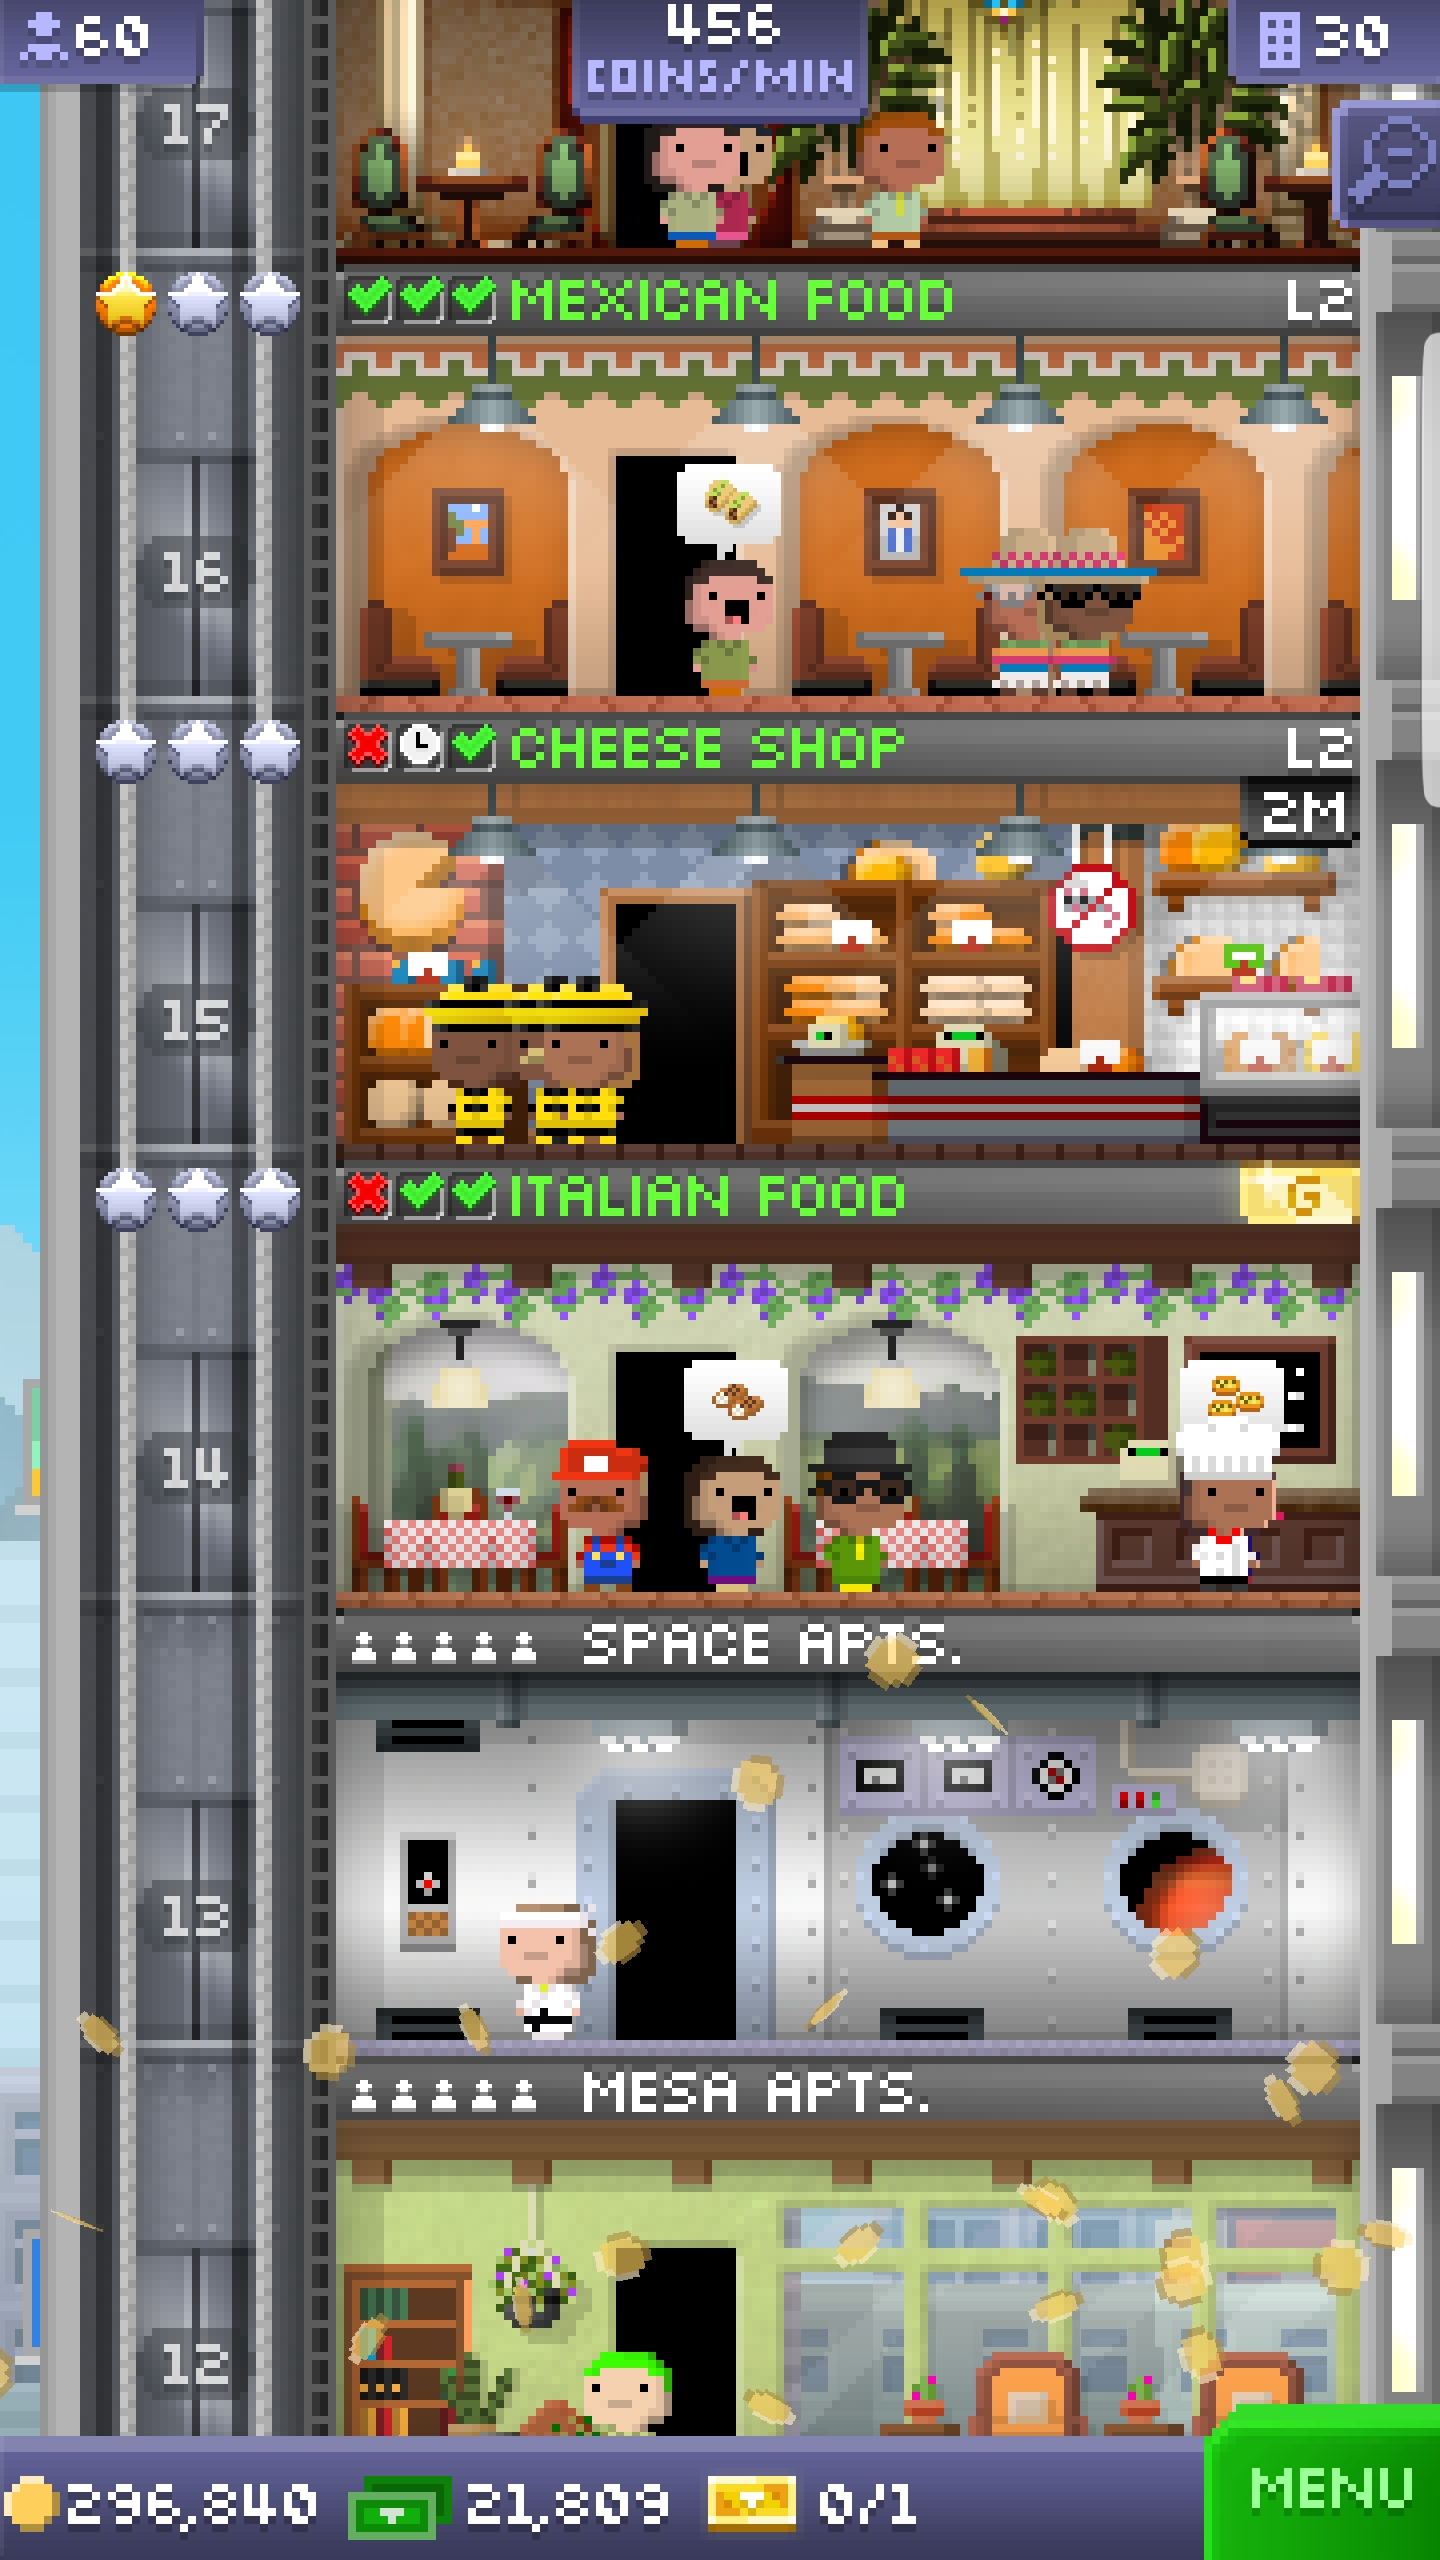 60
456
COINS/MIN
30
17
MEXICAN FOOD L2
16
CHEESE SHOP L2
2M
15
ITALIAN FOOD G
14
SPACE APTS.
13
MESA APTS.
12
296,840 21,809 0/1 MENU